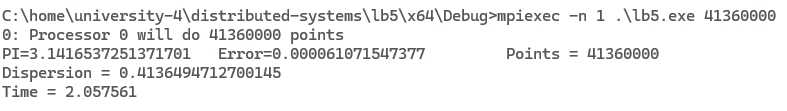 C:\home\university-4\distributed-systems\lb5\x64\Debug>mpiexec -n 1 .\lb5.exe 41360000
0: Processor 0 will do 41360000 points
PI=3.1416537251371701   Error=0.000061071547377          Points = 41360000
Dispersion = 0.4136494712700145
Time = 2.057561